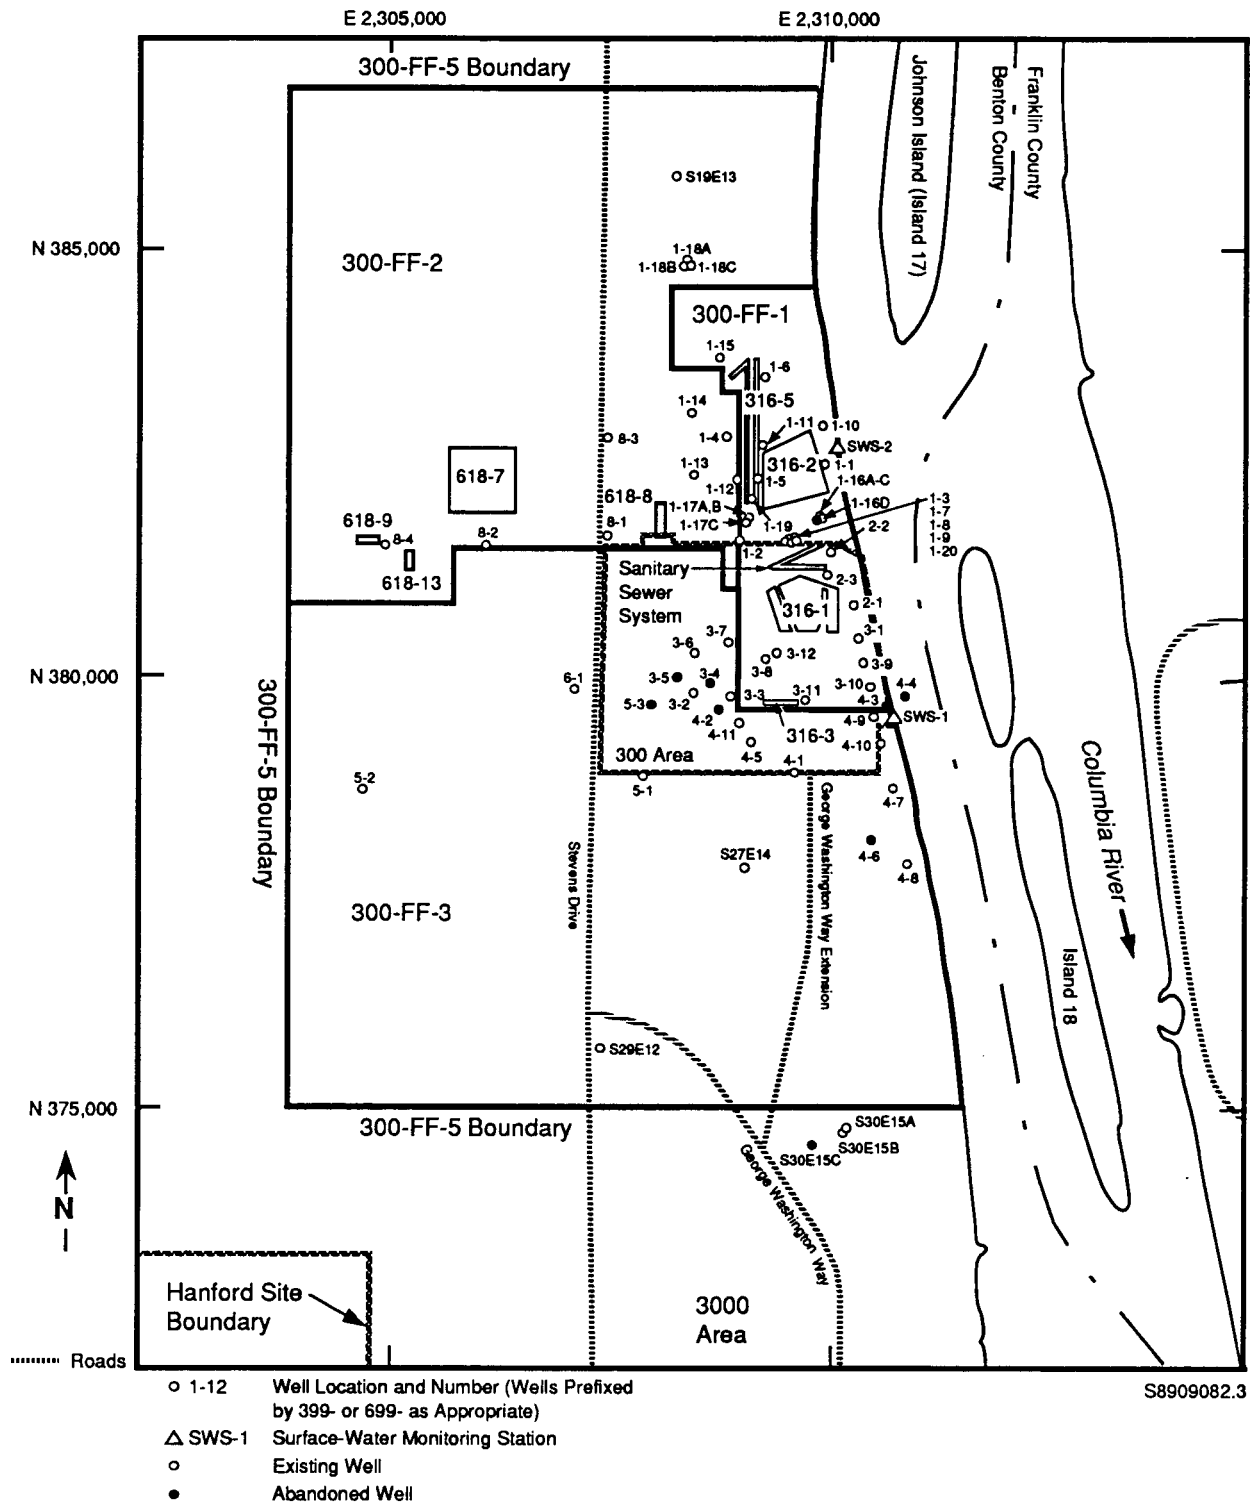 E 2,305,000
E 2,310,000
300-FF-5 Boundary
Johnson Island (Island 17)
Benton County
Franklin County
S19E13
N 385,000
1-18A
1-18B
1-18C
300-FF-2
300-FF-1
1-15
1-6
316-5
1-14
1-11
1-10
8-3
1-4
SWS-2
316-2
1-1
618-7
1-13
1-12
1-5
1-16A-C
618-8
1-17A,B
1-16D
1-3
1-7
1-8
1-9
1-20
618-9
8-4
8-2
8-1
1-17C
1-19
2-2
1-2
618-13
Sanitary
Sewer
System
2-3
316-1
2-1
3-7
3-1
3-6
3-12
3-8
3-9
N 380,000
6-1
3-5
3-4
3-10
4-4
5-3
3-2
3-3
3-11
4-3
4-2
4-9
SWS-1
4-11
316-3
300 Area
4-5
4-10
4-1
5-2
5-1
4-7
300-FF-5 Boundary
Stevens Drive
George Washington Way Extension
S27E14
4-6
4-8
Columbia River
300-FF-3
Island 18
S29E12
N 375,000
300-FF-5 Boundary
S30E15A
S30E15B
S30E15C
George Washington Way
N
Hanford Site
Boundary
3000
Area
Roads
S8909082.3
1-12 Well Location and Number (Wells Prefixed
by 399- or 699- as Appropriate)
SWS-1 Surface-Water Monitoring Station
Existing Well
Abandoned Well